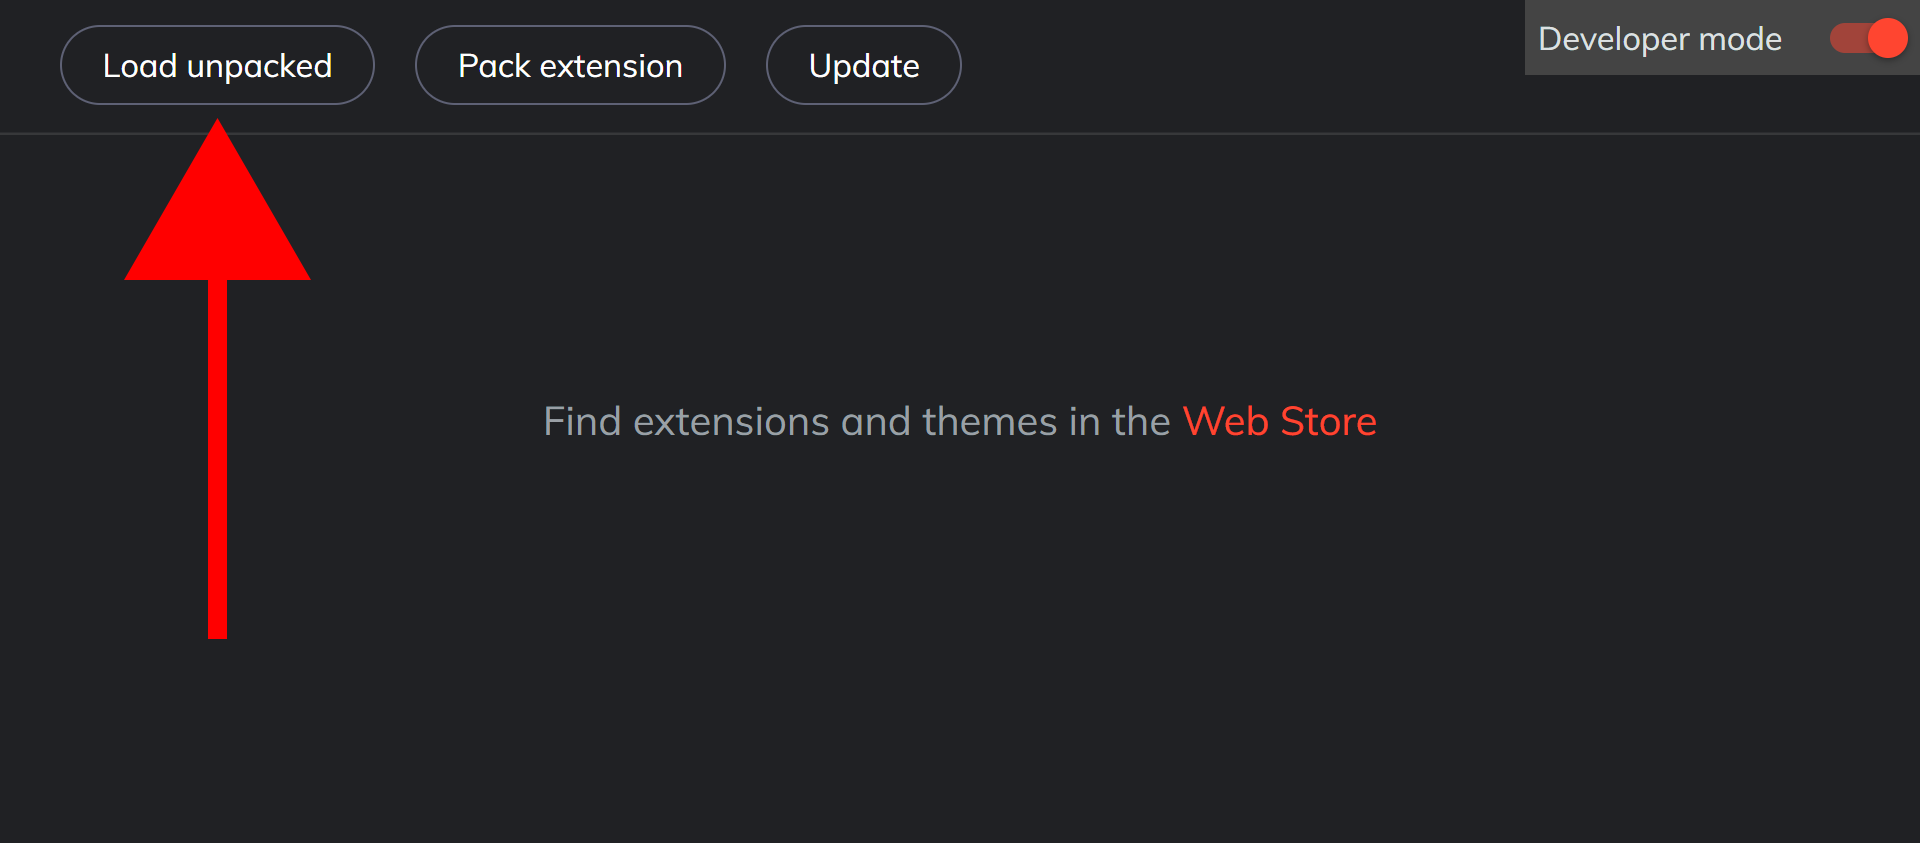 Load unpacked Pack extension Update Developer mode
Find extensions and themes in the Web Store